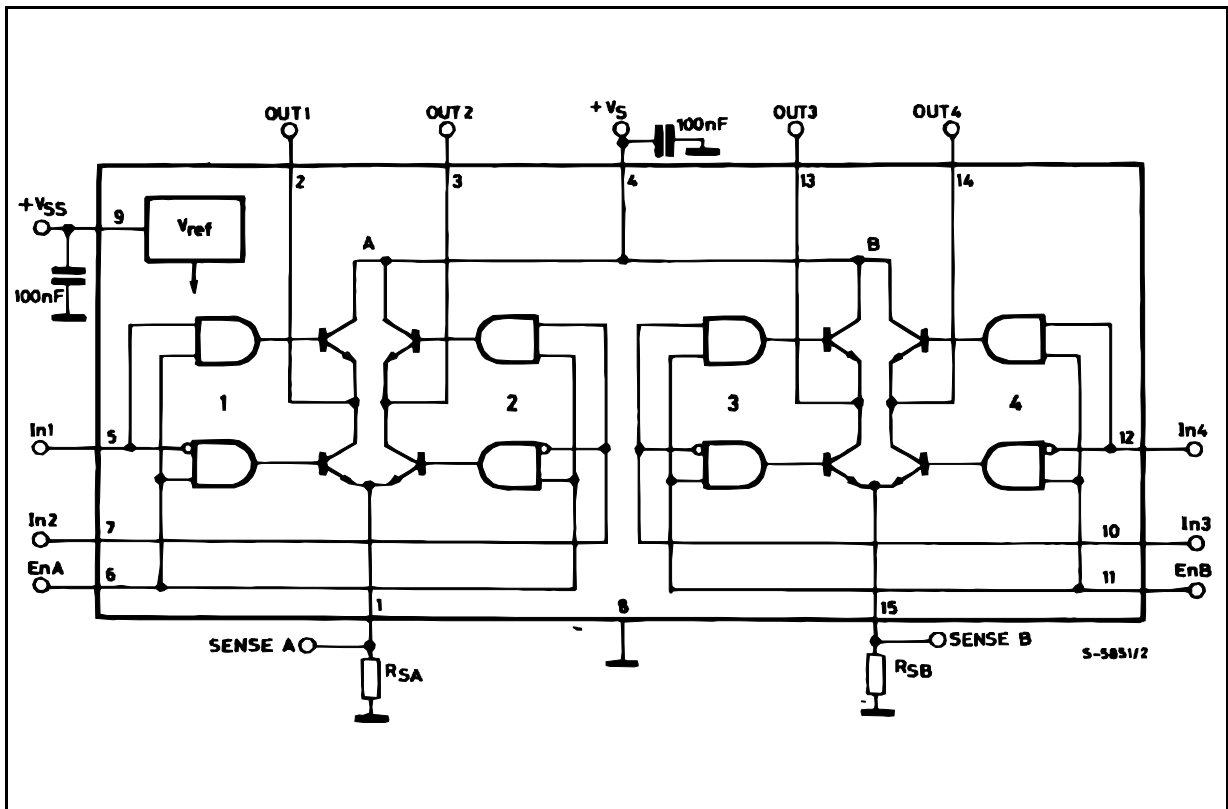 OUT1
OUT2
+VS
100nF
OUT3
OUT4
2
3
4
13
14
+VSS
9
Vref
A
B
100nF
1
2
3
4
In1
5
12
In4
In2
7
10
In3
EnA
6
11
EnB
1
8
15
SENSE A
SENSE B
S-5851/2
RSA
RSB